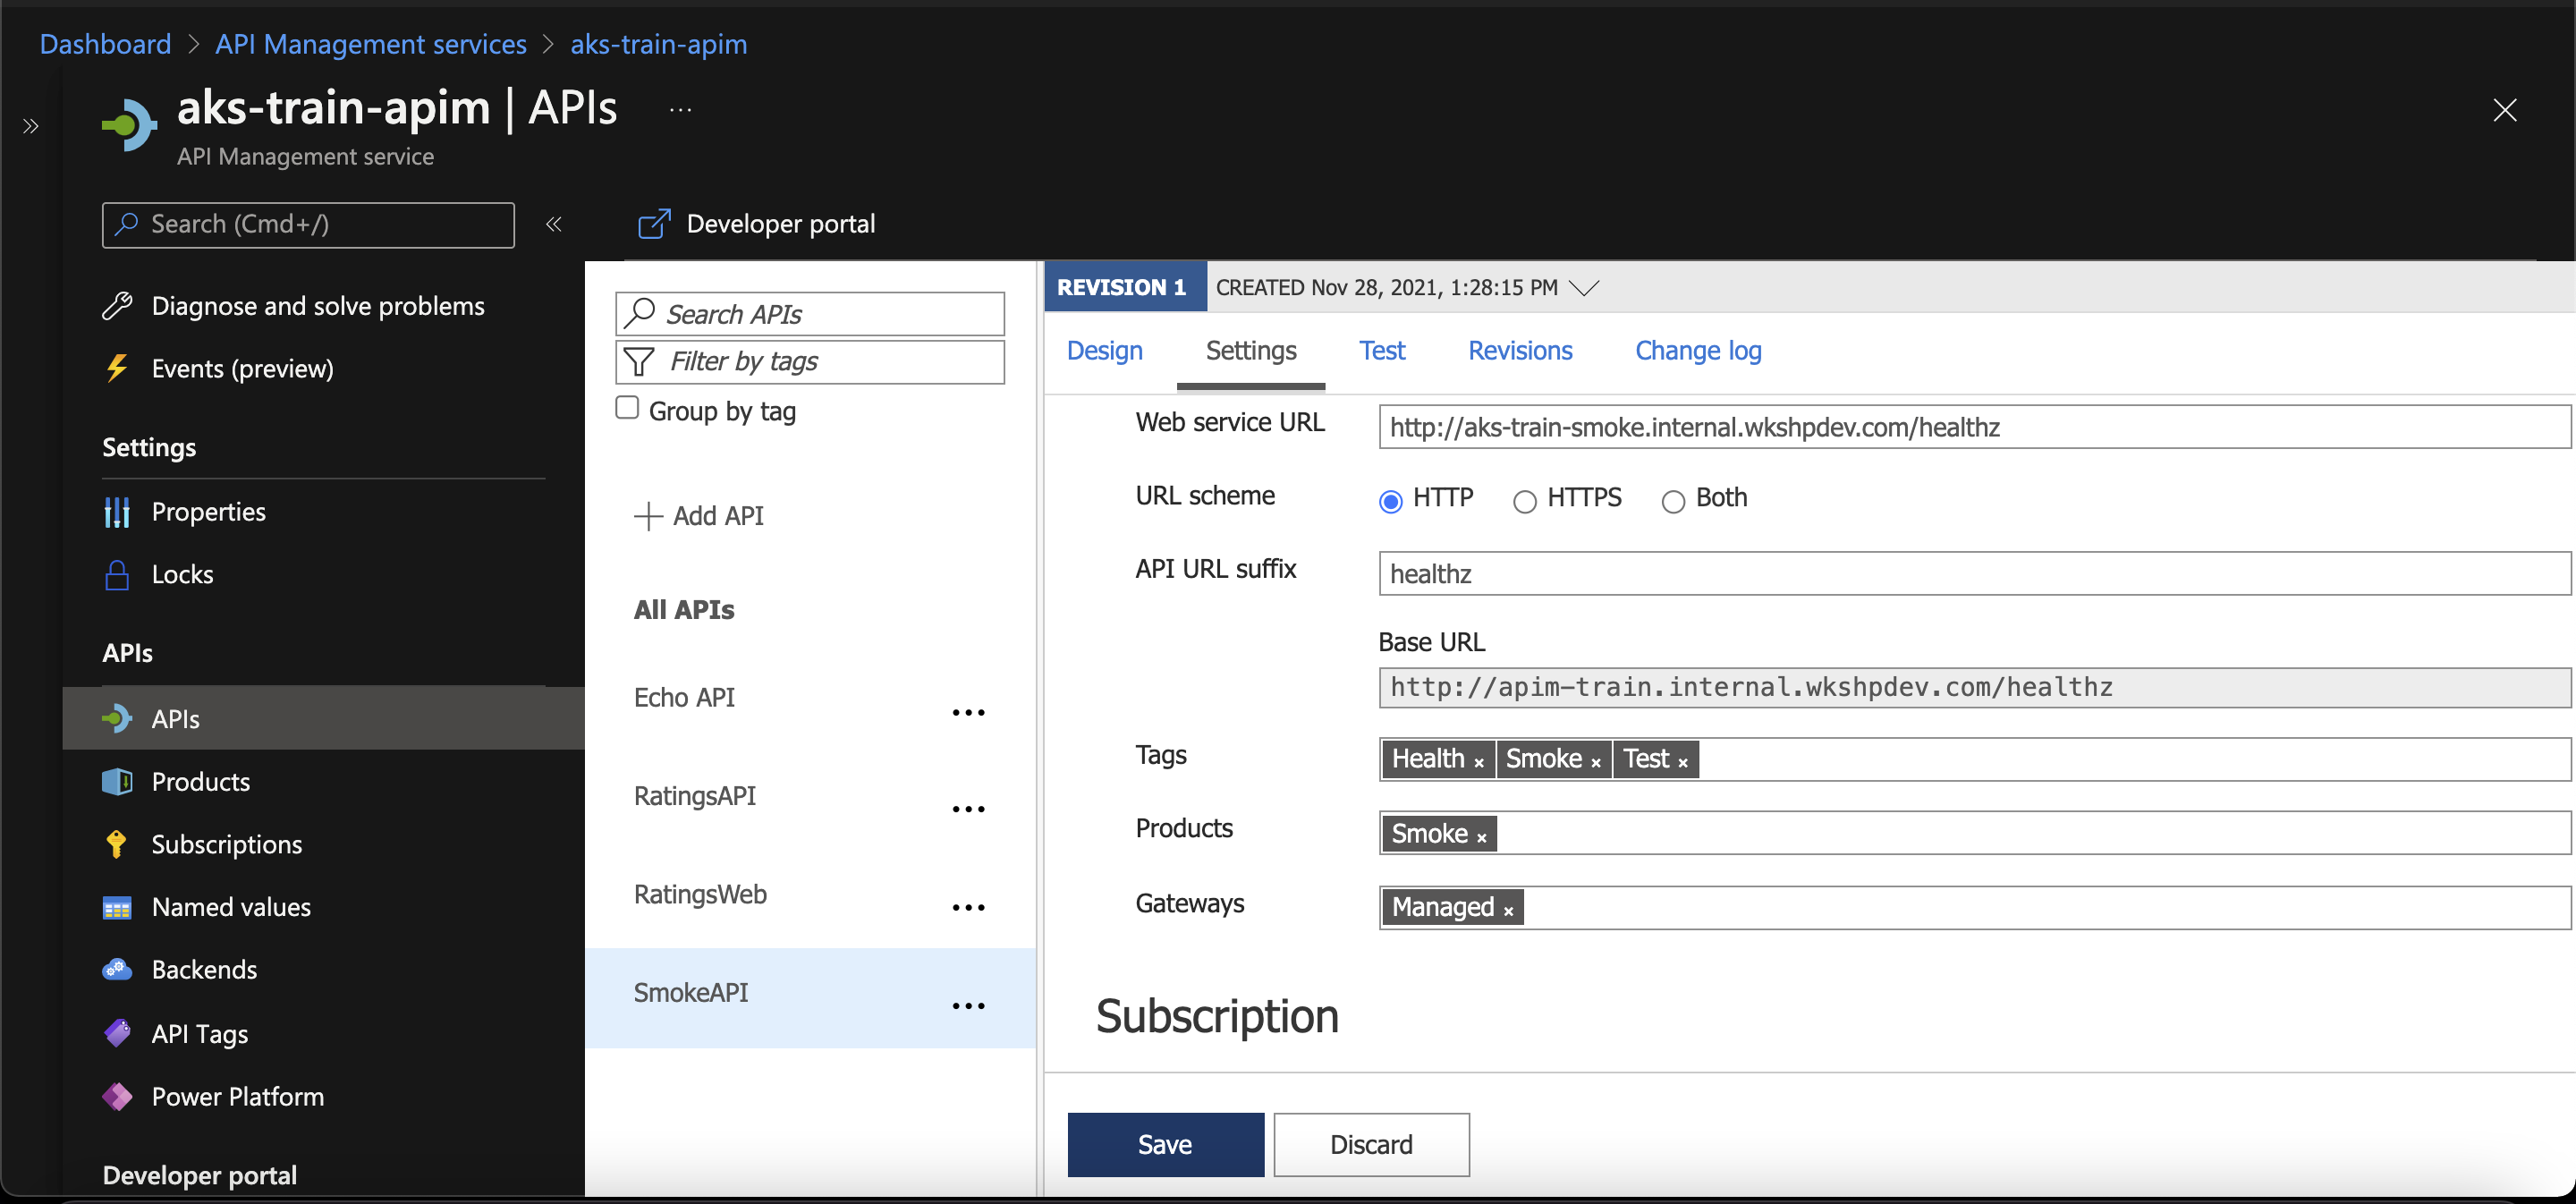 Dashboard > API Management services > aks-train-apim
aks-train-apim | APIs ...
API Management service
Search (Cmd+/)
Diagnose and solve problems
Events (preview)
Settings
Properties
Locks
APIs
APIs
Products
Subscriptions
Named values
Backends
API Tags
Power Platform
Developer portal
Developer portal
Search APIs
Filter by tags
Group by tag
Add API
All APIs
Echo API
RatingsAPI
RatingsWeb
SmokeAPI
REVISION 1 CREATED Nov 28, 2021, 1:28:15 PM
Design Settings Test Revisions Change log
Web service URL http://aks-train-smoke.internal.wkshpdev.com/healthz
URL scheme HTTP HTTPS Both
API URL suffix healthz
Base URL
http://apim-train.internal.wkshpdev.com/healthz
Tags Health × Smoke × Test ×
Products Smoke ×
Gateways Managed ×
Subscription
Save Discard